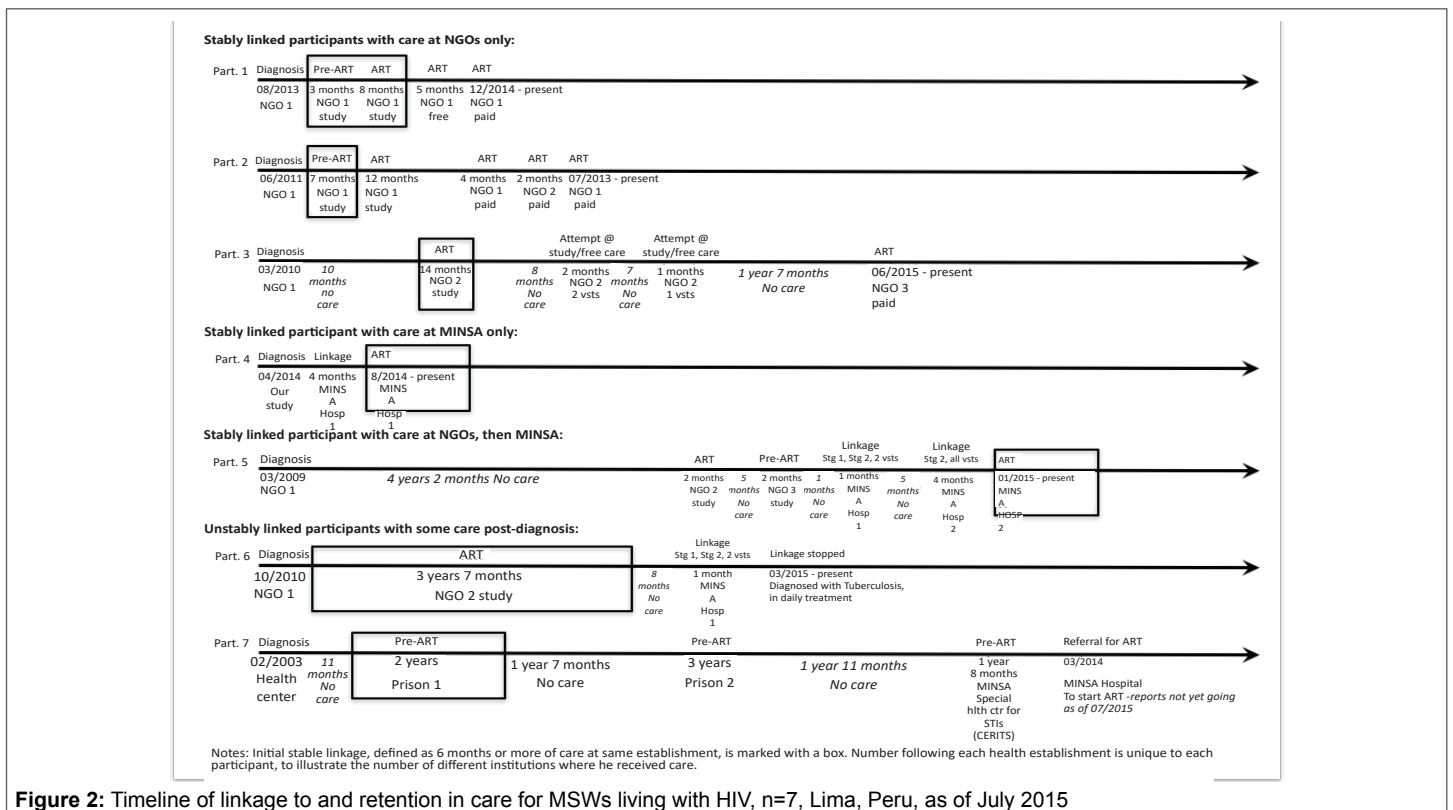 Stably linked participants with care at NGOs only:
Part. 1 Diagnosis Pre-ART ART ART ART
08/2013 3 months 8 months 5 months 12/2014 - present
NGO 1 NGO 1 NGO 1 NGO 1 NGO 1
study study free paid
Part. 2 Diagnosis Pre-ART ART ART ART ART
06/2011 7 months 12 months 4 months 2 months 07/2013 - present
NGO 1 NGO 1 NGO 1 NGO 1 NGO 2 NGO 1
study study paid paid paid
Attempt @ Attempt @
Part. 3 Diagnosis ART study/free care study/free care ART
03/2010 10 14 months 8 2 months 7 1 month 1 year 7 months 06/2015 - present
NGO 1 months NGO 2 months NGO 2 months NGO 2 No care NGO 3
no study No 2 vsts No 1 vsts paid
care care care
Stably linked participant with care at MINSA only:
Part. 4 Diagnosis Linkage ART
04/2014 4 months 8/2014 - present
Our MINS MINS
study A A
Hosp Hosp
1 1
Stably linked participant with care at NGOs, then MINSA:
Linkage Linkage
Part. 5 Diagnosis ART Pre-ART Stg 1, Stg 2, 2 vsts Stg 2, all vsts ART
03/2009 4 years 2 months No care 2 months 5 2 months 1 1 months 5 4 months 01/2015 - present
NGO 1 NGO 2 months NGO 3 months MINS months MINS MINS
study No study No A No A A
care care Hosp care Hosp HOSP
1 2 2
Unstably linked participants with some care post-diagnosis:
Linkage
Part. 6 Diagnosis ART Stg 1, Stg 2, 2 vsts Linkage stopped
10/2010 3 years 7 months 8 1 month 03/2015 - present
NGO 1 NGO 2 study months MINS Diagnosed with Tuberculosis,
No A in daily treatment
care Hosp
1
Part. 7 Diagnosis Pre-ART Pre-ART Pre-ART Referral for ART
02/2003 11 2 years 1 year 7 months 3 years 1 year 11 months 1 year 03/2014
Health months Prison 1 No care Prison 2 No care 8 months
center No MINSA MINSA Hospital
care Special To start ART -reports not yet going
hlth ctr for as of 07/2015
STIs
(CERITS)
Notes: Initial stable linkage, defined as 6 months or more of care at same establishment, is marked with a box. Number following each health establishment is unique to each
participant, to illustrate the number of different institutions where he received care.
Figure 2: Timeline of linkage to and retention in care for MSWs living with HIV, n=7, Lima, Peru, as of July 2015